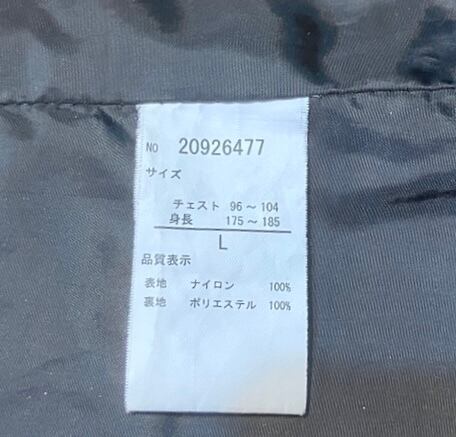 NO 20926477
サイズ
チェスト 96～104
身長 175～185
L
品質表示
表地 ナイロン 100%
裏地 ポリエステル 100%